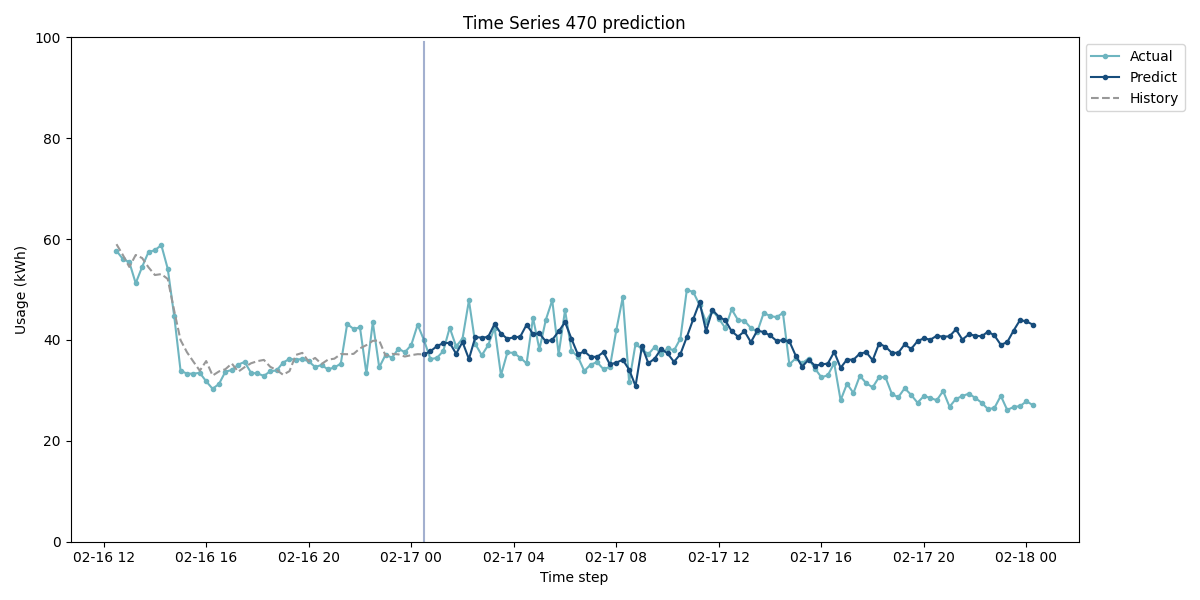 Time Series 470 prediction
100
80
60
40
20
0
Usage (kWh)
02-16 12 02-16 16 02-16 20 02-17 00 02-17 04 02-17 08 02-17 12 02-17 16 02-17 20 02-18 00
Time step
Actual
Predict
History